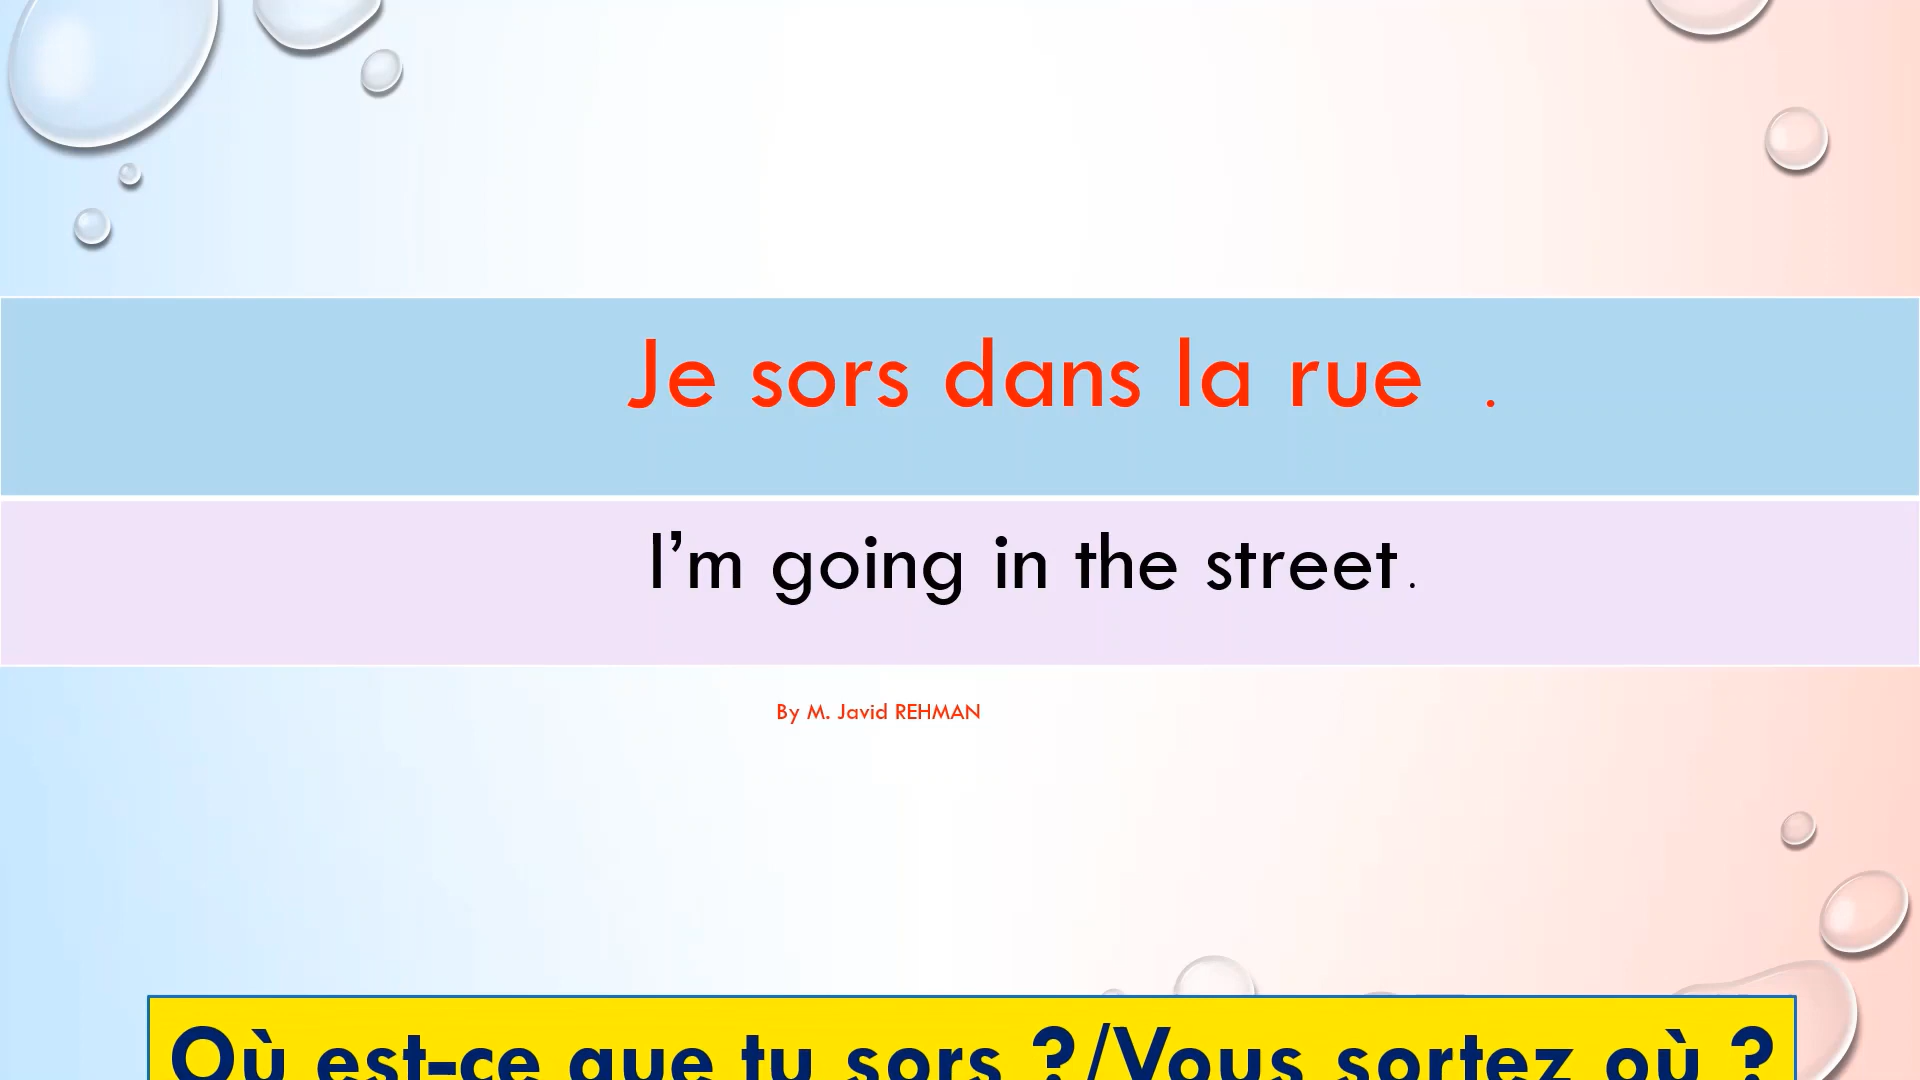 Je sors dans la rue .
I’m going in the street.
By M. Javid REHMAN
Où est-ce que tu sors ?/Vous sortez où ?